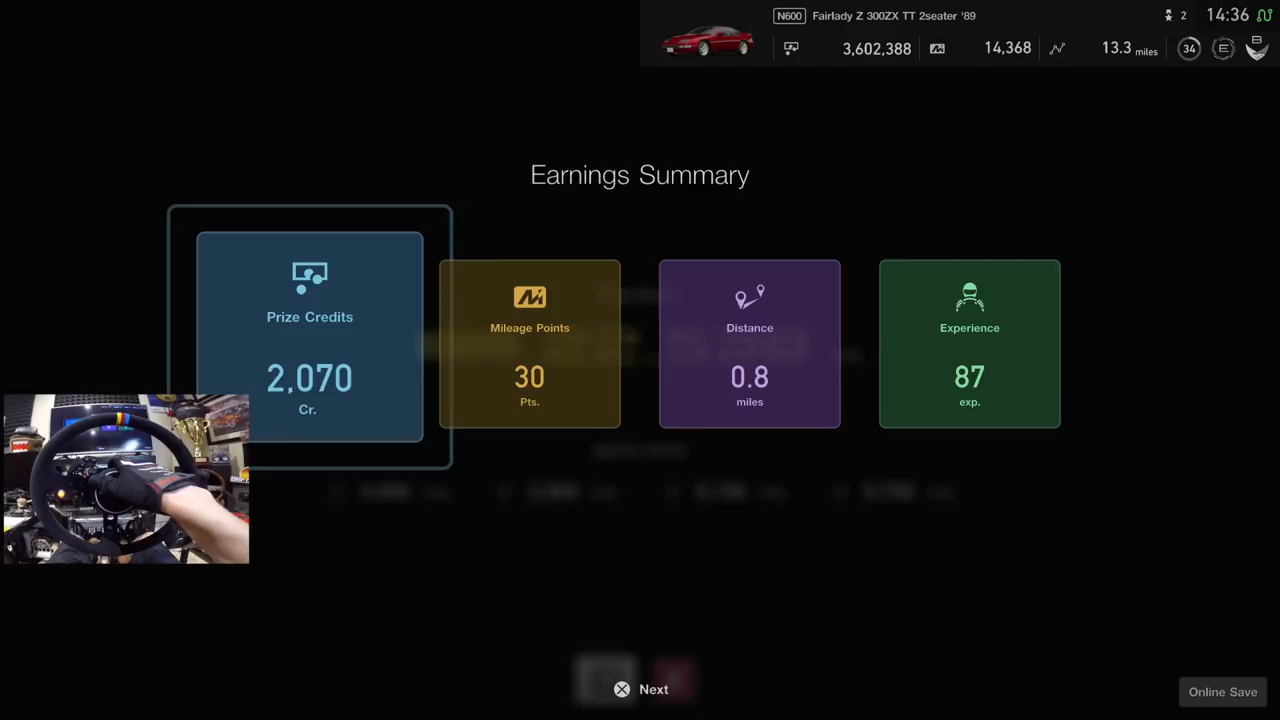 N600 Fairlady Z 300ZX TT 2seater '89
2 14:36
3,602,388 14,368 13.3 miles 34 E B
Earnings Summary
Prize Credits
2,070
Cr.
Mileage Points
30
Pts.
Distance
0.8
miles
Experience
87
exp.
Next
Online Save